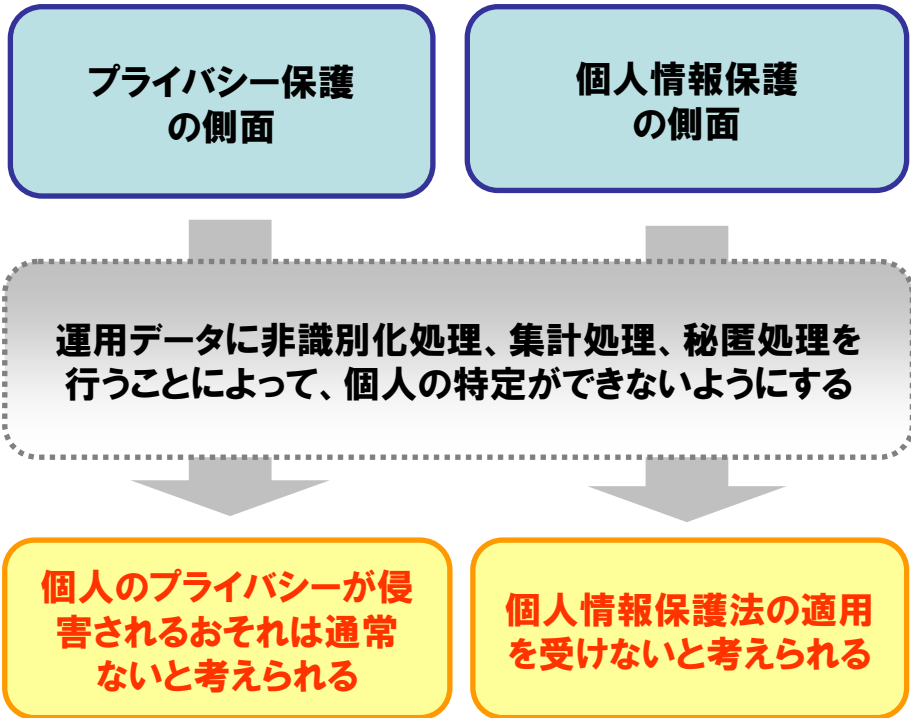 プライバシー保護
の側面
個人情報保護
の側面
運用データに非識別化処理、集計処理、秘匿処理を
行うことによって、個人の特定ができないようにする
個人のプライバシーが侵
害されるおそれは通常
ないと考えられる
個人情報保護法の適用
を受けないと考えられる